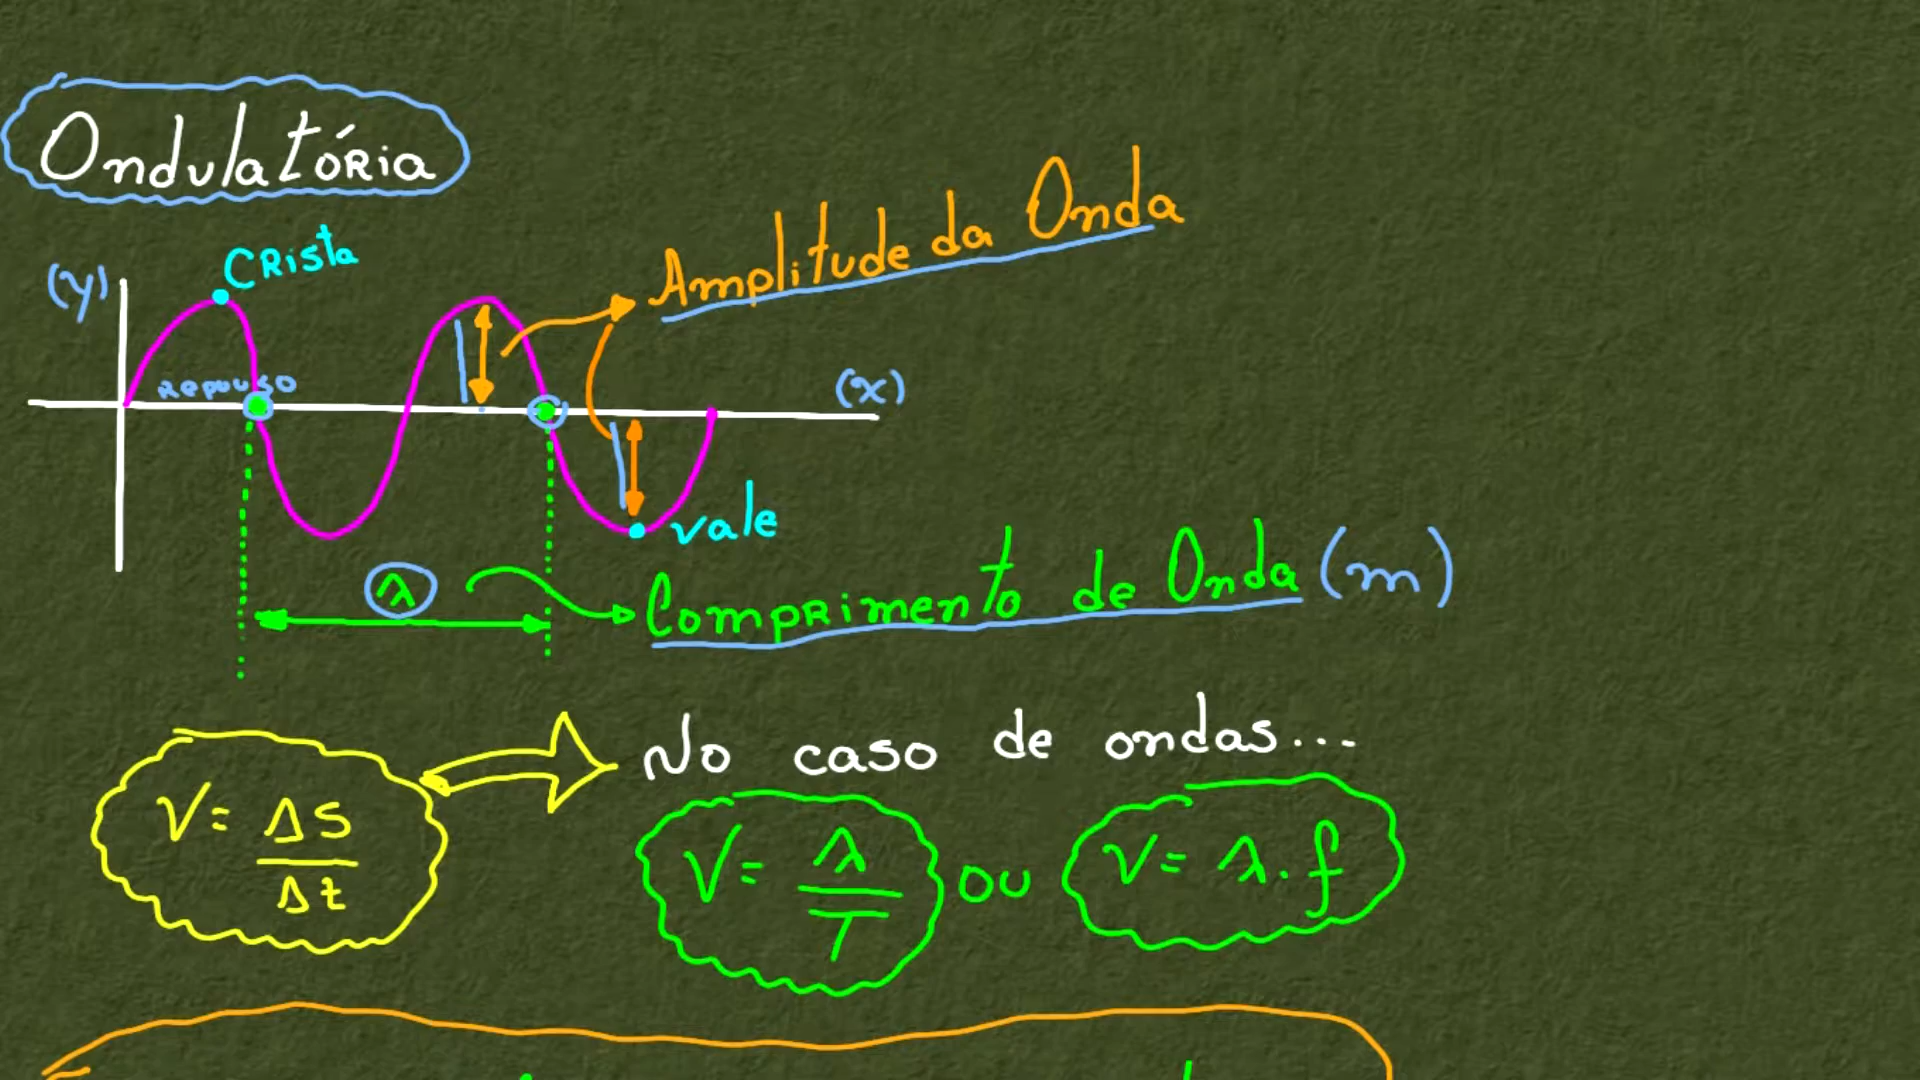 Ondulatória
Crista
(y)
Amplitude da Onda
Repouso
(x)
vale
λ
Comprimento de Onda (m)
No caso de ondas...
V = ΔS / Δt
V = λ / T ou V = λ . f